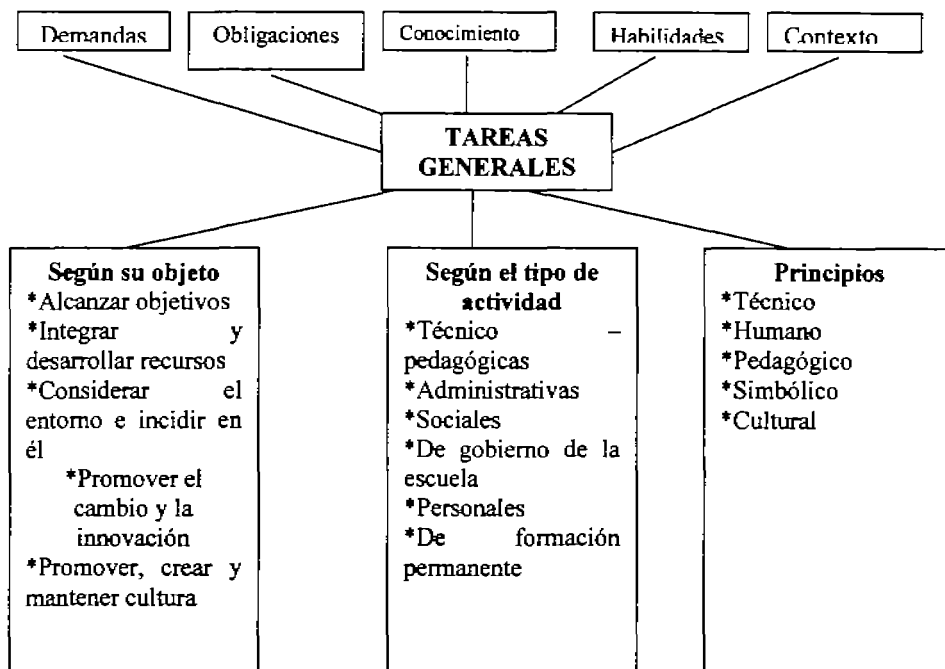 Demandas
Obligaciones
Conocimiento
Habilidades
Contexto
TAREAS
GENERALES
Según su objeto
*Alcanzar objetivos
*Integrar y
desarrollar recursos
*Considerar el
entorno e incidir en
él
*Promover el
cambio y la
innovación
*Promover, crear y
mantener cultura
Según el tipo de
actividad
*Técnico –
pedagógicas
*Administrativas
*Sociales
*De gobierno de la
escuela
*Personales
*De formación
permanente
Principios
*Técnico
*Humano
*Pedagógico
*Simbólico
*Cultural